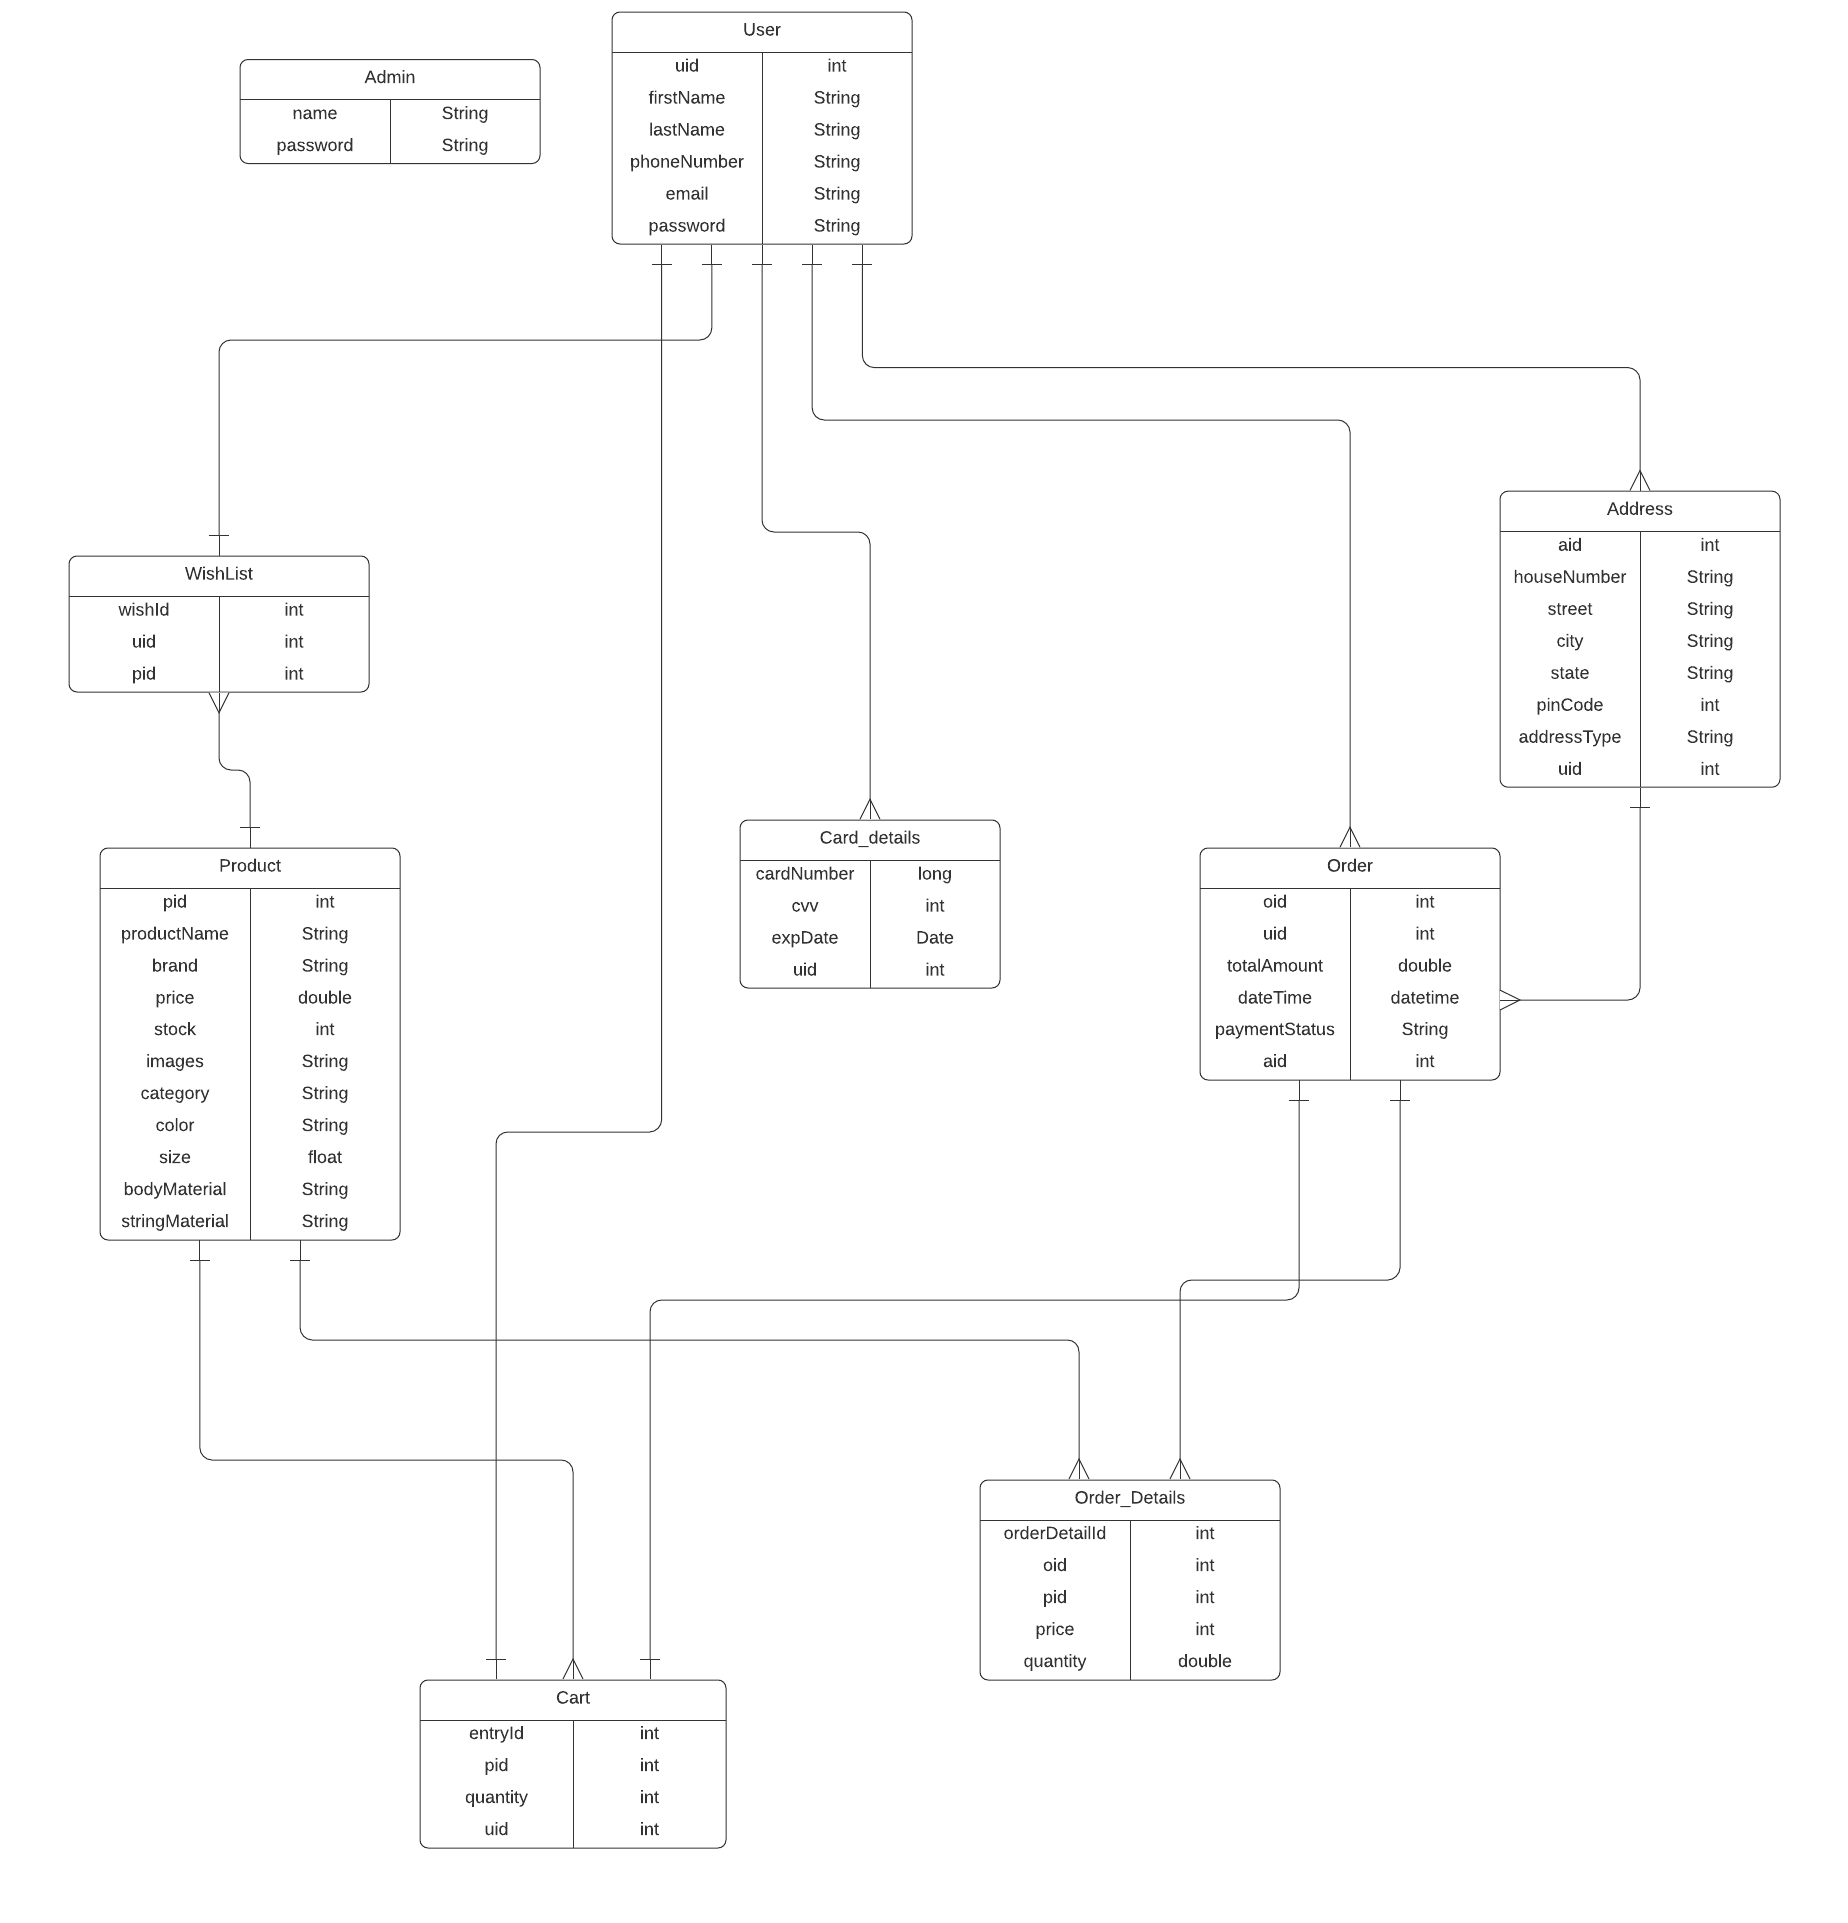 User
uid int
firstName String
lastName String
phoneNumber String
email String
password String
Admin
name String
password String
WishList
wishId int
uid int
pid int
Address
aid int
houseNumber String
street String
city String
state String
pinCode int
addressType String
uid int
Product
pid int
productName String
brand String
price double
stock int
images String
category String
color String
size float
bodyMaterial String
stringMaterial String
Card_details
cardNumber long
cvv int
expDate Date
uid int
Order
oid int
uid int
totalAmount double
dateTime datetime
paymentStatus String
aid int
Order_Details
orderDetailId int
oid int
pid int
price int
quantity double
Cart
entryId int
pid int
quantity int
uid int